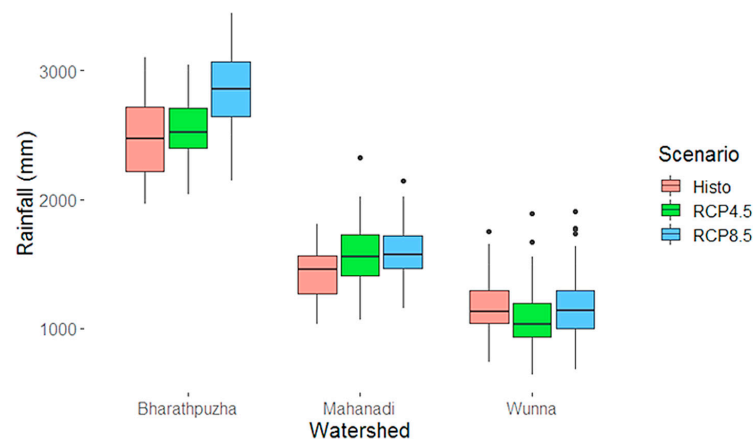 3000
2000
1000
Rainfall (mm)
Bharathpuzha Mahanadi Wunna
Watershed
Scenario
Histo
RCP4.5
RCP8.5